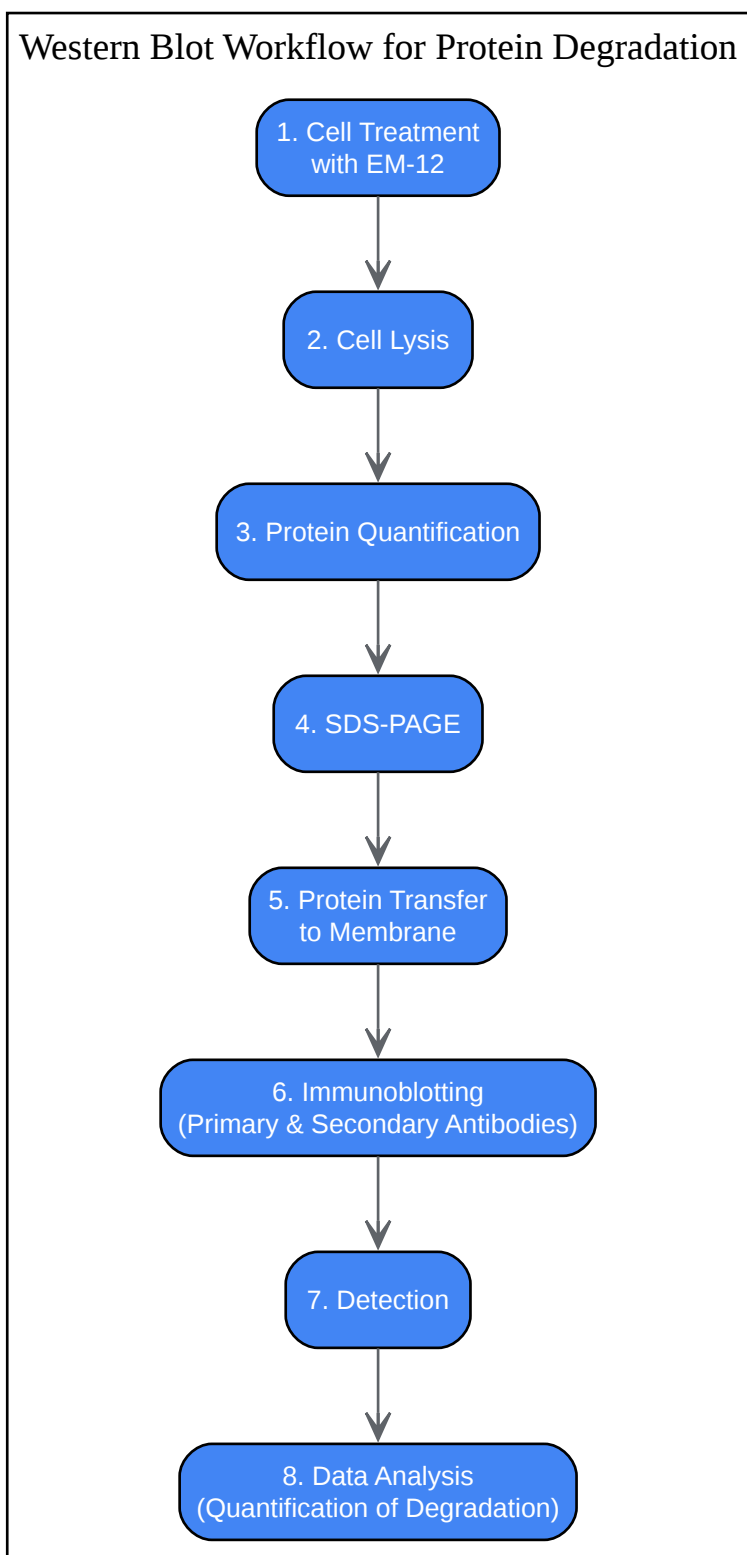 Western Blot Workflow for Protein Degradation
1. Cell Treatment
with EM-12
2. Cell Lysis
3. Protein Quantification
4. SDS-PAGE
5. Protein Transfer
to Membrane
6. Immunoblotting
(Primary & Secondary Antibodies)
7. Detection
8. Data Analysis
(Quantification of Degradation)